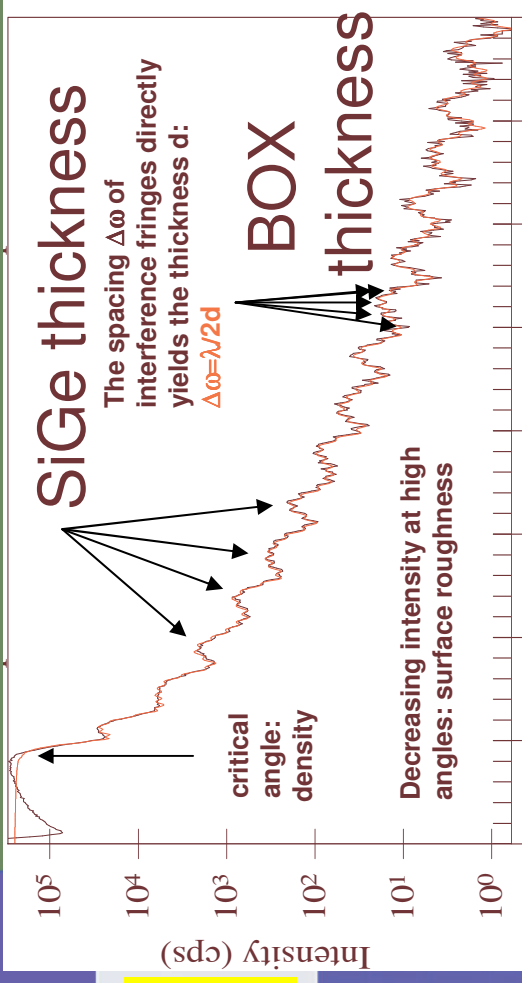 SiGe thickness
The spacing Δω of
interference fringes directly
yields the thickness d:
Δω=λ/2d
BOX
thickness
critical
angle:
density
Decreasing intensity at high
angles: surface roughness
Intensity (cps)
10⁵
10⁴
10³
10²
10¹
10⁰